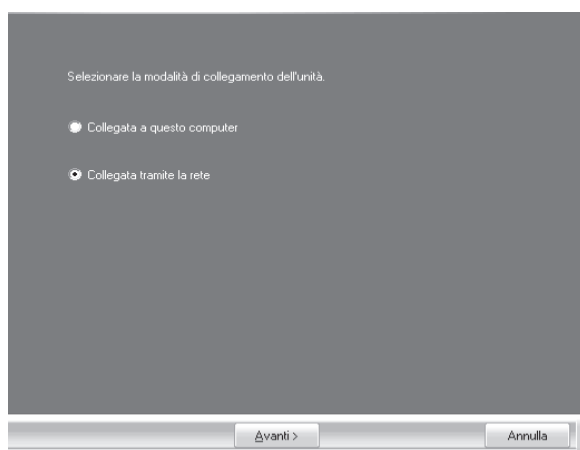 Selezionare la modalità di collegamento dell'unità.
Collegata a questo computer
Collegata tramite la rete
Avanti >
Annulla